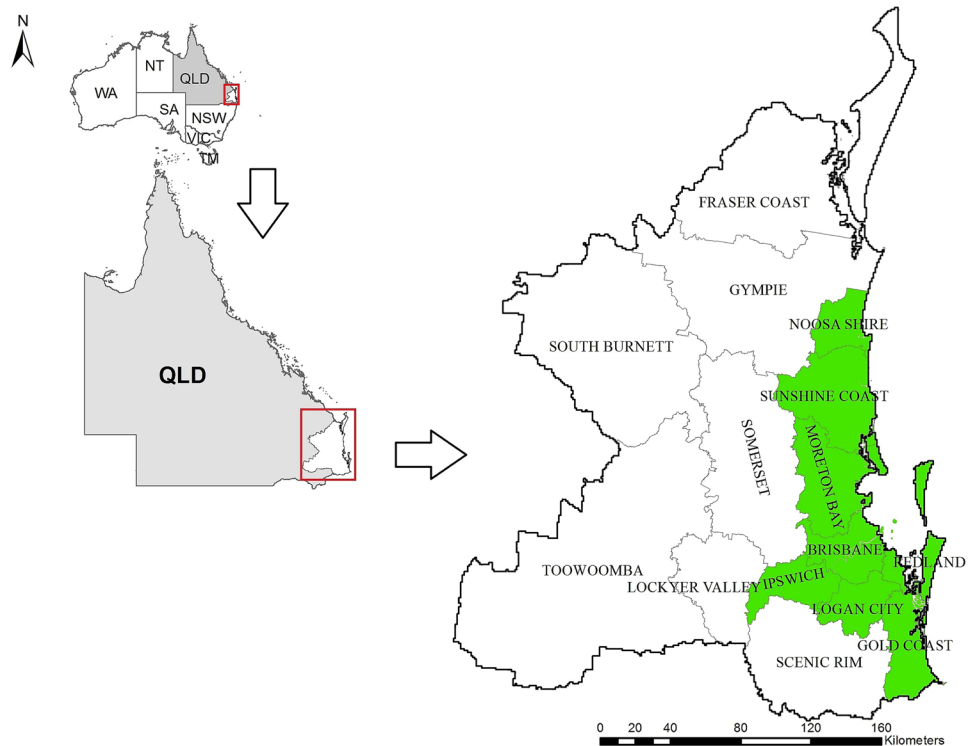 N
NT
QLD
WA
SA
NSW
VIC
TM
QLD
FRASER COAST
GYMPIE
NOOSA SHIRE
SOUTH BURNETT
SUNSHINE COAST
SOMERSET
MORETON BAY
BRISBANE
REDLAND
TOOWOOMBA
LOCKYER VALLEY
IPSWICH
LOGAN CITY
GOLD COAST
SCENIC RIM
0 20 40 80 120 160
Kilometers